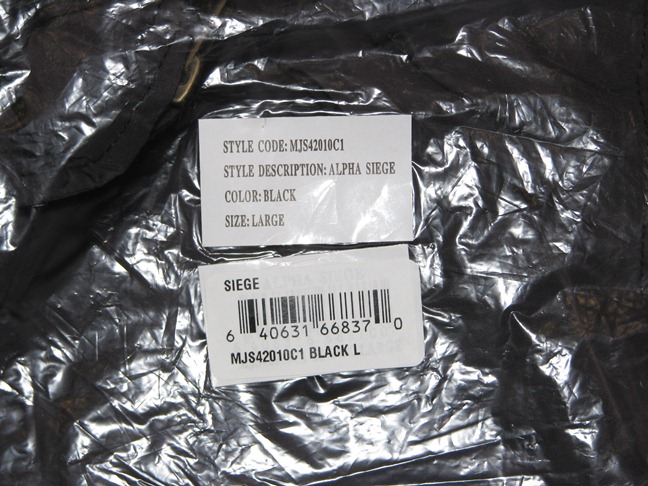 STYLE CODE: MJS42010C1
STYLE DESCRIPTION: ALPHA SIEGE
COLOR: BLACK
SIZE: LARGE
SIEGE
6 40631 66837 0
MJS42010C1 BLACK L